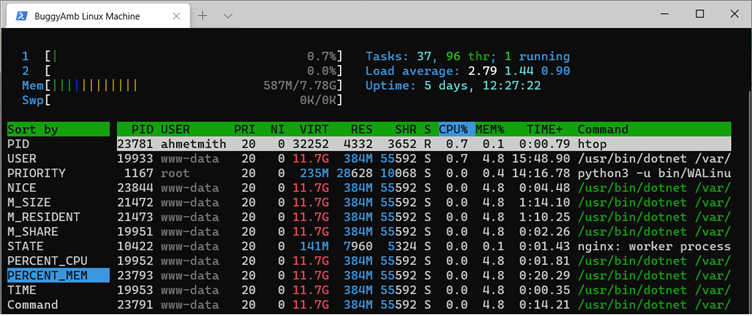 BuggyAmb Linux Machine
1 [| 0.7%] Tasks: 37, 96 thr; 1 running
2 [ 0.0%] Load average: 2.79 1.44 0.90
Mem[||||||||||||| 587M/7.78G] Uptime: 5 days, 12:27:22
Swp[ 0K/0K]
Sort by PID USER PRI NI VIRT RES SHR S CPU% MEM% TIME+ Command
PID 23781 ahmetmith 20 0 32252 4332 3652 R 0.7 0.1 0:00.79 htop
USER 19933 www-data 20 0 11.7G 384M 55592 S 0.7 4.8 15:48.90 /usr/bin/dotnet /var/
PRIORITY 1167 root 20 0 235M 28628 10068 S 0.0 0.4 14:16.78 python3 -u bin/WALinu
NICE 23844 www-data 20 0 11.7G 384M 55592 S 0.0 4.8 0:04.48 /usr/bin/dotnet /var/
M_SIZE 21472 www-data 20 0 11.7G 384M 55592 S 0.0 4.8 1:14.10 /usr/bin/dotnet /var/
M_RESIDENT 21473 www-data 20 0 11.7G 384M 55592 S 0.0 4.8 1:10.25 /usr/bin/dotnet /var/
M_SHARE 19951 www-data 20 0 11.7G 384M 55592 S 0.0 4.8 0:02.26 /usr/bin/dotnet /var/
STATE 10422 www-data 20 0 141M 7960 5324 S 0.0 0.1 0:01.43 nginx: worker process
PERCENT_CPU 19952 www-data 20 0 11.7G 384M 55592 S 0.0 4.8 0:01.81 /usr/bin/dotnet /var/
PERCENT_MEM 23793 www-data 20 0 11.7G 384M 55592 S 0.0 4.8 0:20.29 /usr/bin/dotnet /var/
TIME 19953 www-data 20 0 11.7G 384M 55592 S 0.0 4.8 0:00.35 /usr/bin/dotnet /var/
Command 23791 www-data 20 0 11.7G 384M 55592 S 0.0 4.8 0:14.21 /usr/bin/dotnet /var/